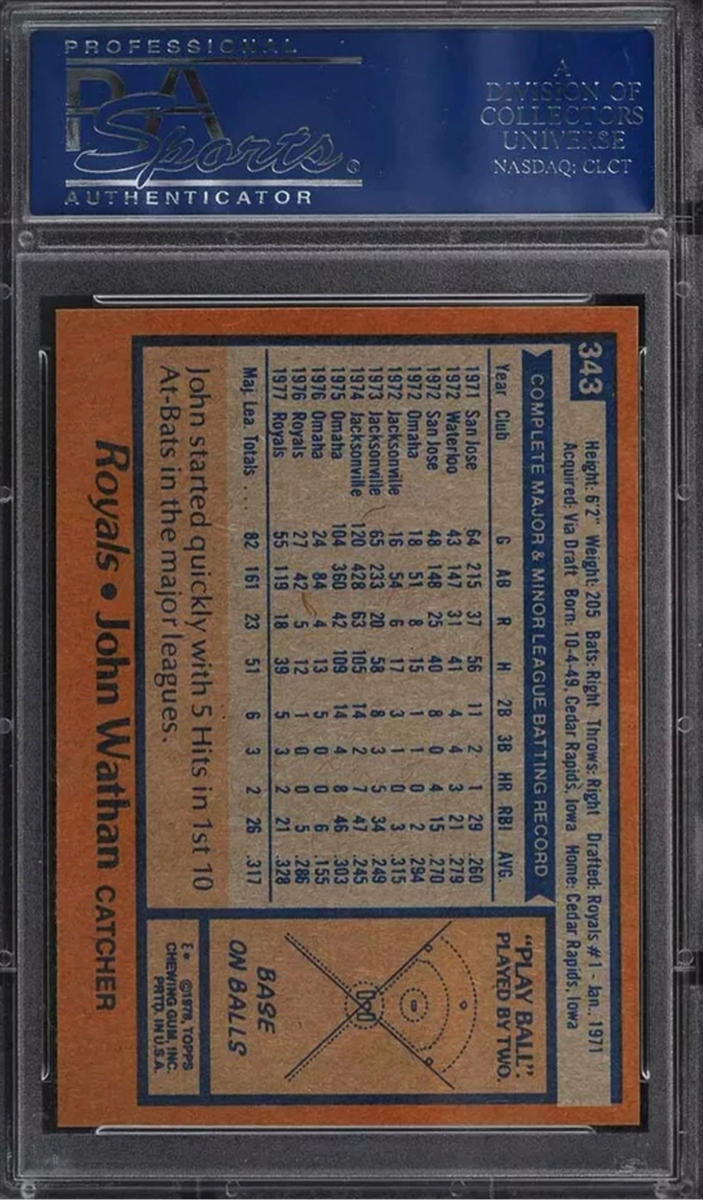 PROFESSIONAL
PSA
Sports®
AUTHENTICATOR
A
DIVISION OF
COLLECTORS
UNIVERSE
NASDAQ: CLCT
343
Height: 6'2" Weight: 205 Bats: Right Throws: Right Drafted: Royals #1 - Jan., 1971
Acquired: Via Draft Born: 10-4-49, Cedar Rapids, Iowa Home: Cedar Rapids, Iowa
COMPLETE MAJOR & MINOR LEAGUE BATTING RECORD
Year Club G AB R H 2B 3B HR RBI AVG.
1971 San Jose 64 215 37 56 11 2 1 29 .260
1972 Waterloo 43 147 31 41 4 4 3 21 .279
1972 San Jose 48 148 25 40 8 0 4 15 .270
1972 Omaha 18 51 8 15 1 1 0 2 .294
1972 Jacksonville 16 54 6 17 3 1 0 3 .315
1973 Jacksonville 65 233 20 58 8 3 5 34 .249
1974 Jacksonville 120 428 63 105 14 2 7 47 .245
1975 Omaha 104 360 42 109 14 4 8 46 .303
1976 Omaha 24 84 4 13 5 0 0 6 .155
1976 Royals 27 42 5 12 1 0 0 5 .286
1977 Royals 55 119 18 39 5 3 2 21 .328
Maj. Lea. Totals . . . . 82 161 23 51 6 3 2 26 .317
John started quickly with 5 Hits in 1st 10
At-Bats in the major leagues.
"PLAY BALL".
PLAYED BY TWO.
BASE
ON BALLS
E* ©1978 TOPPS
CHEWING GUM, INC.
PRTD. IN U.S.A.
Royals • John Wathan CATCHER